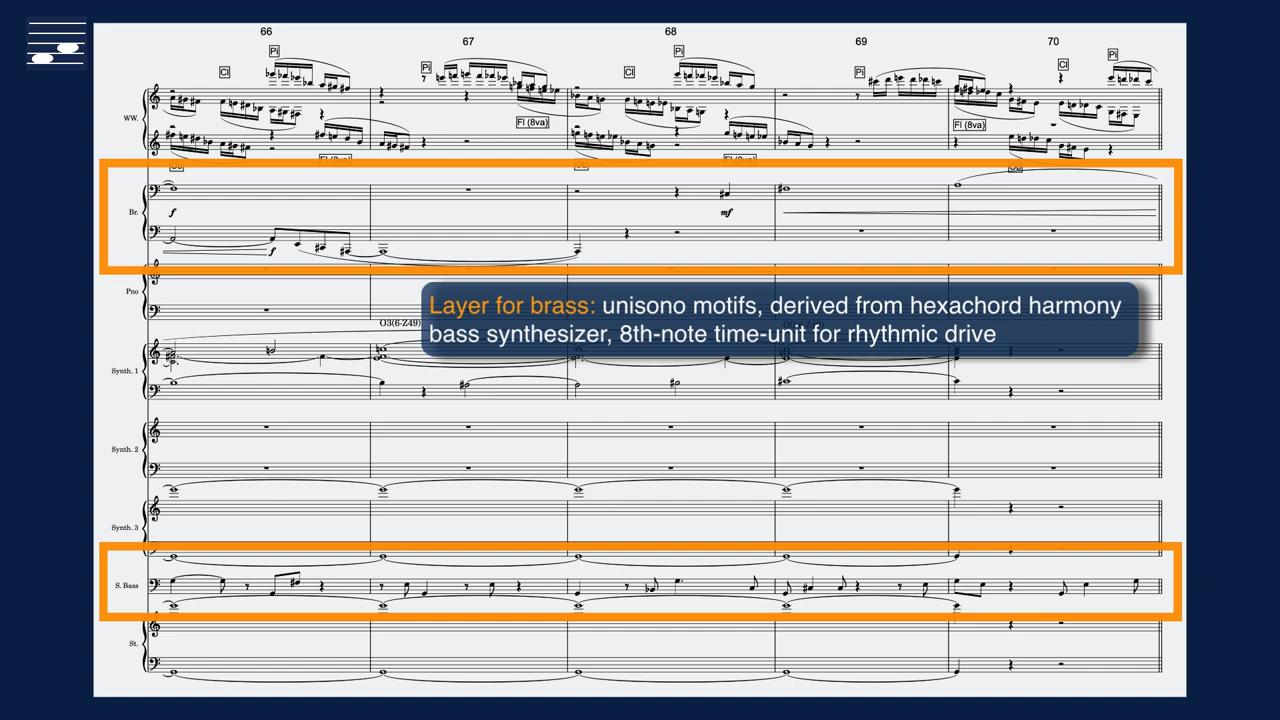 66
67
68
69
70
Pi
Pi
Pi
Cl
Cl
Pi
Cl
Pi
WW.
Fl (8va)
Fl (8va)
Br.
f
mf
f
Pno
Layer for brass: unisono motifs, derived from hexachord harmony
O3(6-Z49)
bass synthesizer, 8th-note time-unit for rhythmic drive
Synth. 1
Synth. 2
Synth. 3
S. Bass
St.